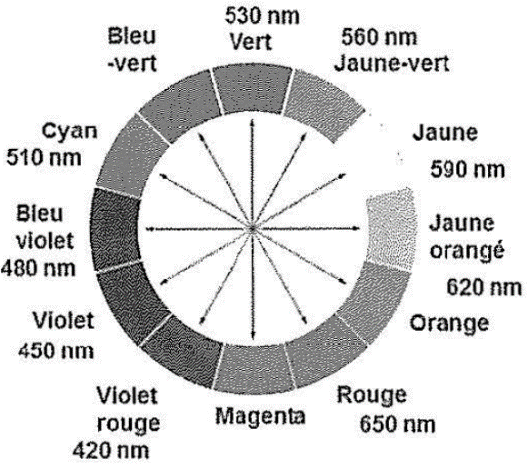 530 nm
Vert
560 nm
Jaune-vert
Jaune
590 nm
Jaune
orangé
620 nm
Orange
Rouge
650 nm
Magenta
Violet
rouge
420 nm
Violet
450 nm
Bleu
violet
480 nm
Cyan
510 nm
Bleu
-vert